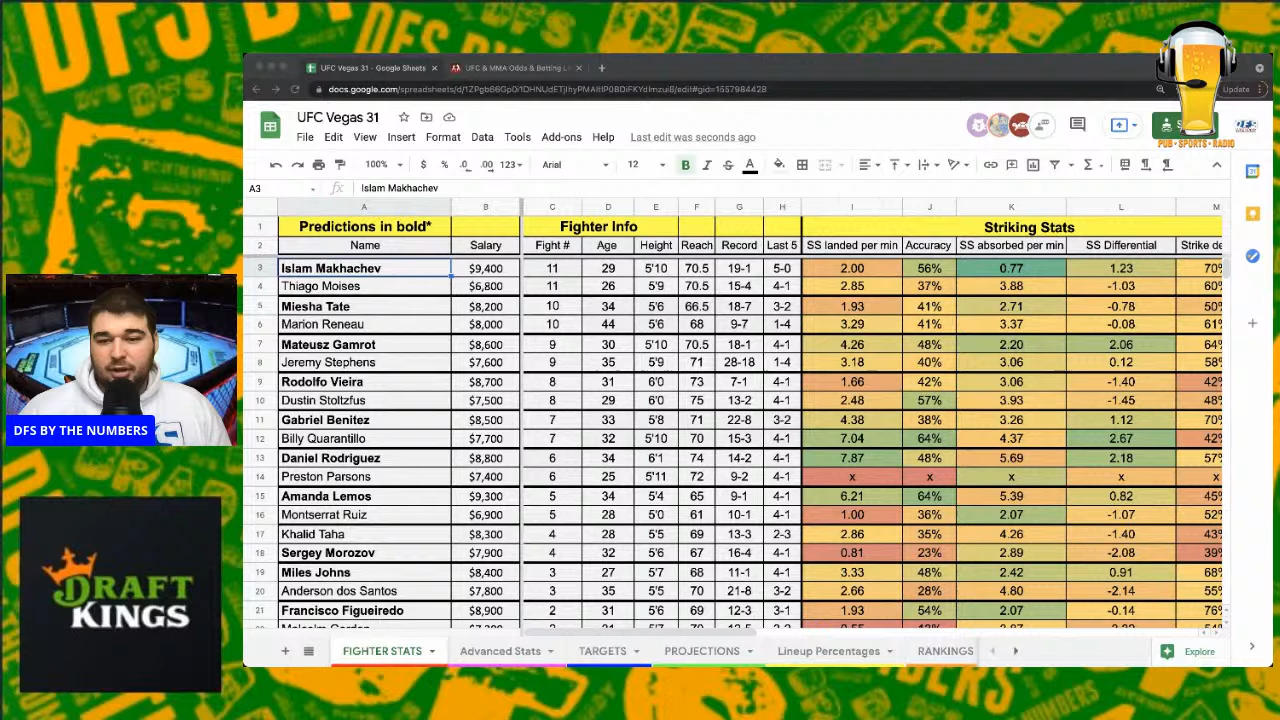 UFC Vegas 31 - Google Sheets × UFC & MMA Odds & Betting L × +
Update
UFC Vegas 31
File Edit View Insert Format Data Tools Add-ons Help Last edit was seconds ago
100% $ % .0 .00 123 Arial 12 B I S A
PUB • SPORTS • RADIO
A3 fx Islam Makhachev
A B C D E F G H I J K L M
1 Predictions in bold* Fighter Info Striking Stats
2 Name Salary Fight # Age Height Reach Record Last 5 SS landed per min Accuracy SS absorbed per min SS Differential Strike de
3 Islam Makhachev $9,400 11 29 5'10 70.5 19-1 5-0 2.00 56% 0.77 1.23 70%
4 Thiago Moises $6,800 11 26 5'9 70.5 15-4 4-1 2.85 37% 3.88 -1.03 60%
5 Miesha Tate $8,200 10 34 5'6 66.5 18-7 3-2 1.93 41% 2.71 -0.78 50%
6 Marion Reneau $8,000 10 44 5'6 68 9-7 1-4 3.29 41% 3.37 -0.08 61%
7 Mateusz Gamrot $8,600 9 30 5'10 70.5 18-1 4-1 4.26 48% 2.20 2.06 64%
8 Jeremy Stephens $7,600 9 35 5'9 71 28-18 1-4 3.18 40% 3.06 0.12 58%
9 Rodolfo Vieira $8,700 8 31 6'0 73 7-1 4-1 1.66 42% 3.06 -1.40 42%
10 Dustin Stoltzfus $7,500 8 29 6'0 75 13-2 4-1 2.48 57% 3.93 -1.45 48%
11 Gabriel Benitez $8,500 7 33 5'8 71 22-8 3-2 4.38 38% 3.26 1.12 70%
12 Billy Quarantillo $7,700 7 32 5'10 70 15-3 4-1 7.04 64% 4.37 2.67 42%
13 Daniel Rodriguez $8,800 6 34 6'1 74 14-2 4-1 7.87 48% 5.69 2.18 57%
14 Preston Parsons $7,400 6 25 5'11 72 9-2 4-1 x x x x x
15 Amanda Lemos $9,300 5 34 5'4 65 9-1 4-1 6.21 64% 5.39 0.82 45%
16 Montserrat Ruiz $6,900 5 28 5'0 61 10-1 4-1 1.00 36% 2.07 -1.07 52%
17 Khalid Taha $8,300 4 28 5'5 69 13-3 2-3 2.86 35% 4.26 -1.40 43%
18 Sergey Morozov $7,900 4 32 5'6 67 16-4 4-1 0.81 23% 2.89 -2.08 39%
19 Miles Johns $8,400 3 27 5'7 68 11-1 4-1 3.33 48% 2.42 0.91 68%
20 Anderson dos Santos $7,800 3 35 5'5 70 21-8 3-2 2.66 28% 4.80 -2.14 55%
21 Francisco Figueiredo $8,900 2 31 5'6 69 12-3 3-1 1.93 54% 2.07 -0.14 76%
+ FIGHTER STATS Advanced Stats TARGETS PROJECTIONS Lineup Percentages RANKINGS Explore
DFS BY THE NUMBERS
DRAFT
KINGS